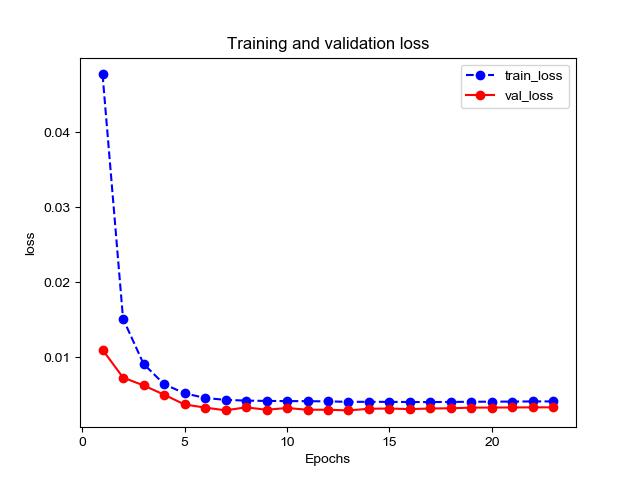 Training and validation loss
train_loss
val_loss
0.04
0.03
0.02
0.01
loss
0 5 10 15 20
Epochs